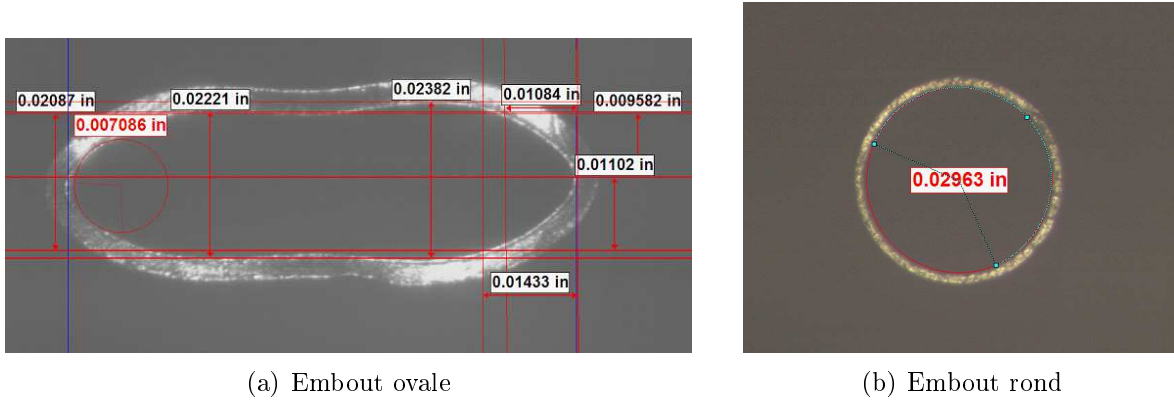 0.02087 in
0.02221 in
0.02382 in
0.01084 in
0.009582 in
0.007086 in
0.01102 in
0.01433 in
0.02963 in
(a) Embout ovale
(b) Embout rond